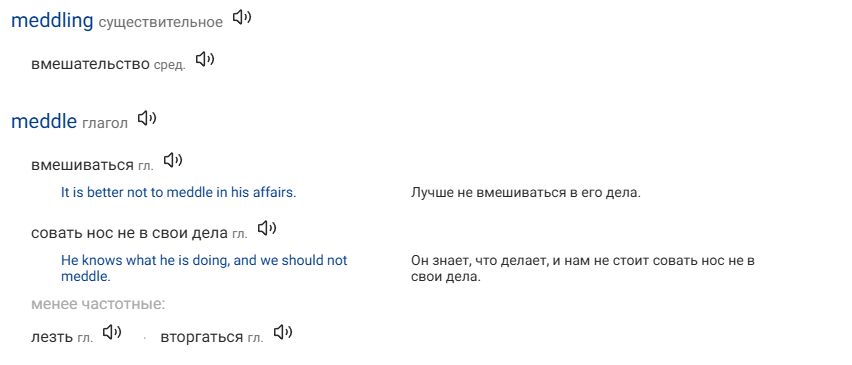 meddling существительное
вмешательство сред.
meddle глагол
вмешиваться гл.
It is better not to meddle in his affairs.
Лучше не вмешиваться в его дела.
совать нос не в свои дела гл.
He knows what he is doing, and we should not
meddle.
Он знает, что делает, и нам не стоит совать нос не в
свои дела.
менее частотные:
лезть гл. · вторгаться гл.